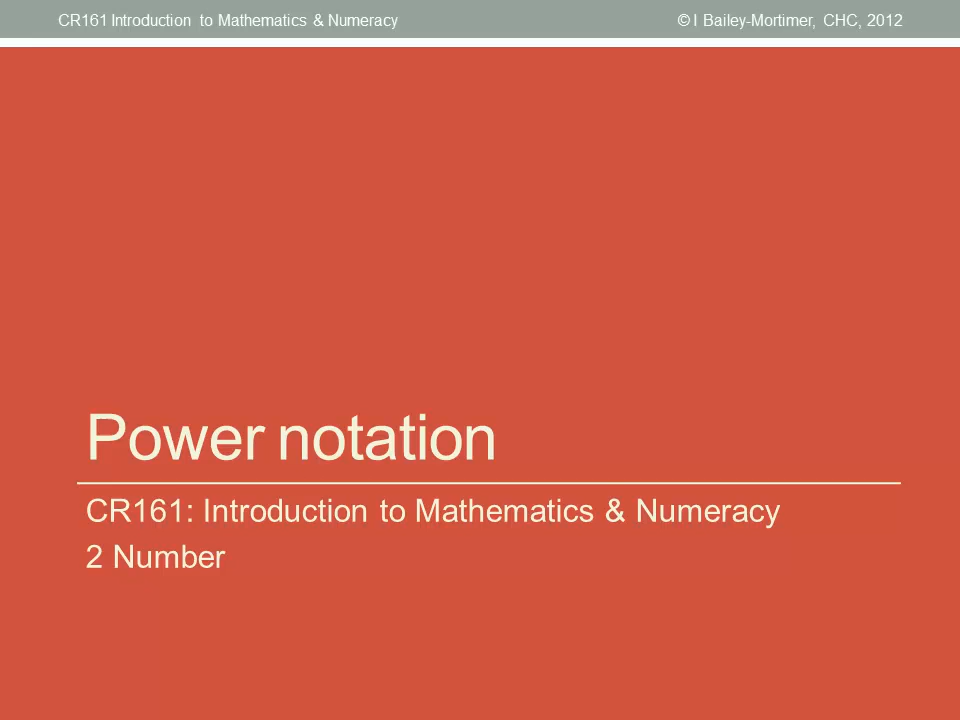 CR161 Introduction to Mathematics & Numeracy
© I Bailey-Mortimer, CHC, 2012
Power notation
CR161: Introduction to Mathematics & Numeracy
2 Number